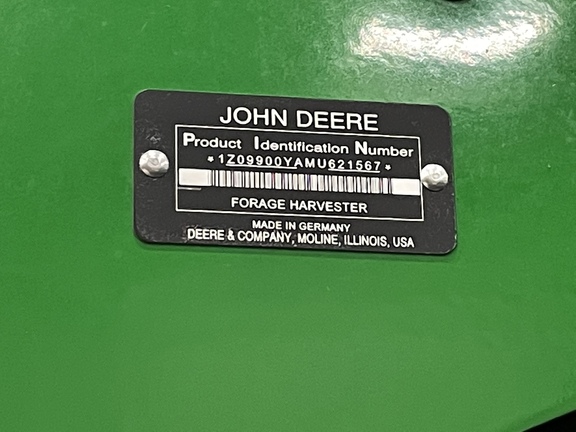 JOHN DEERE
Product Identification Number
*1Z09900YAMU621567*
FORAGE HARVESTER
MADE IN GERMANY
DEERE & COMPANY, MOLINE, ILLINOIS, USA